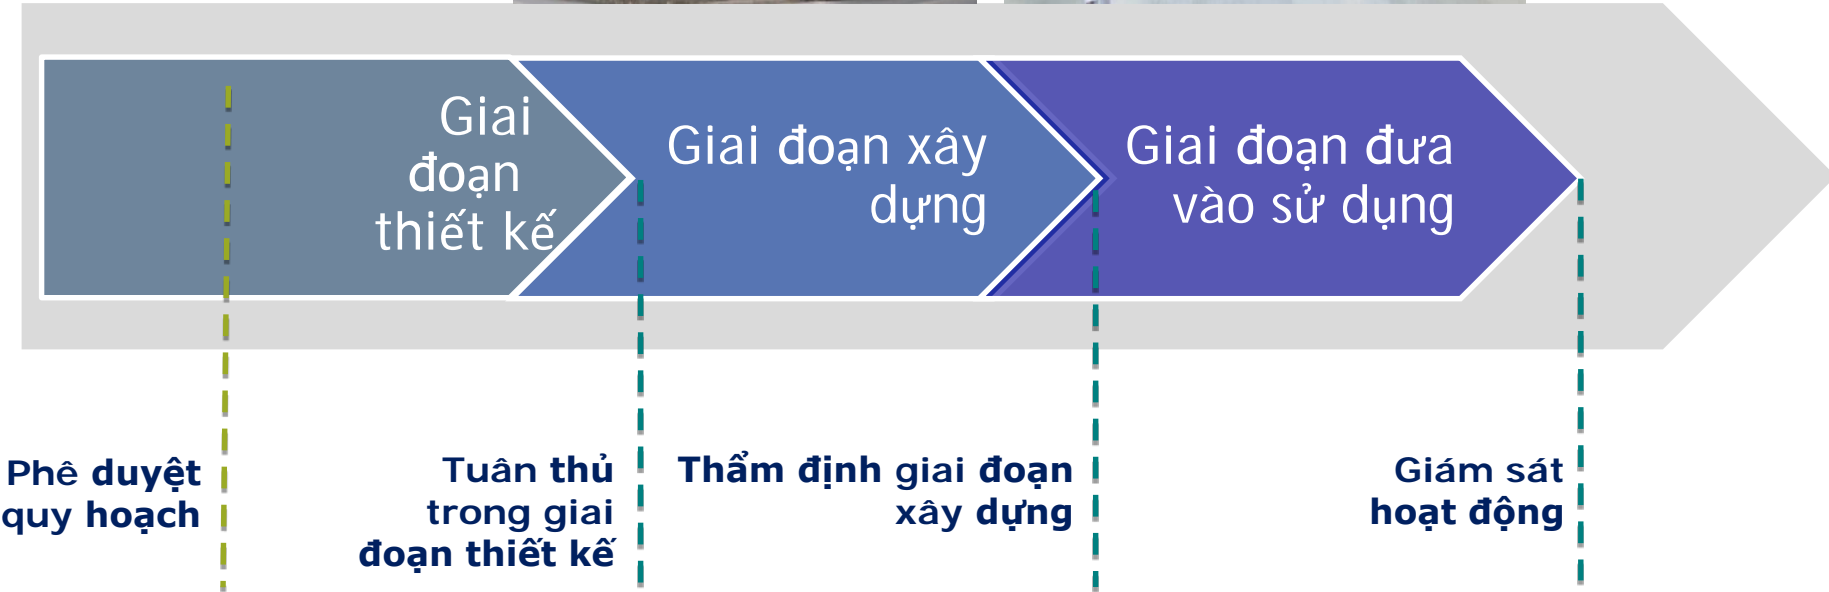 Giai
đoạn
thiết kế
Giai đoạn xây
dựng
Giai đoạn đưa
vào sử dụng
Phê duyệt
quy hoạch
Tuân thủ
trong giai
đoạn thiết kế
Thẩm định giai đoạn
xây dựng
Giám sát
hoạt động